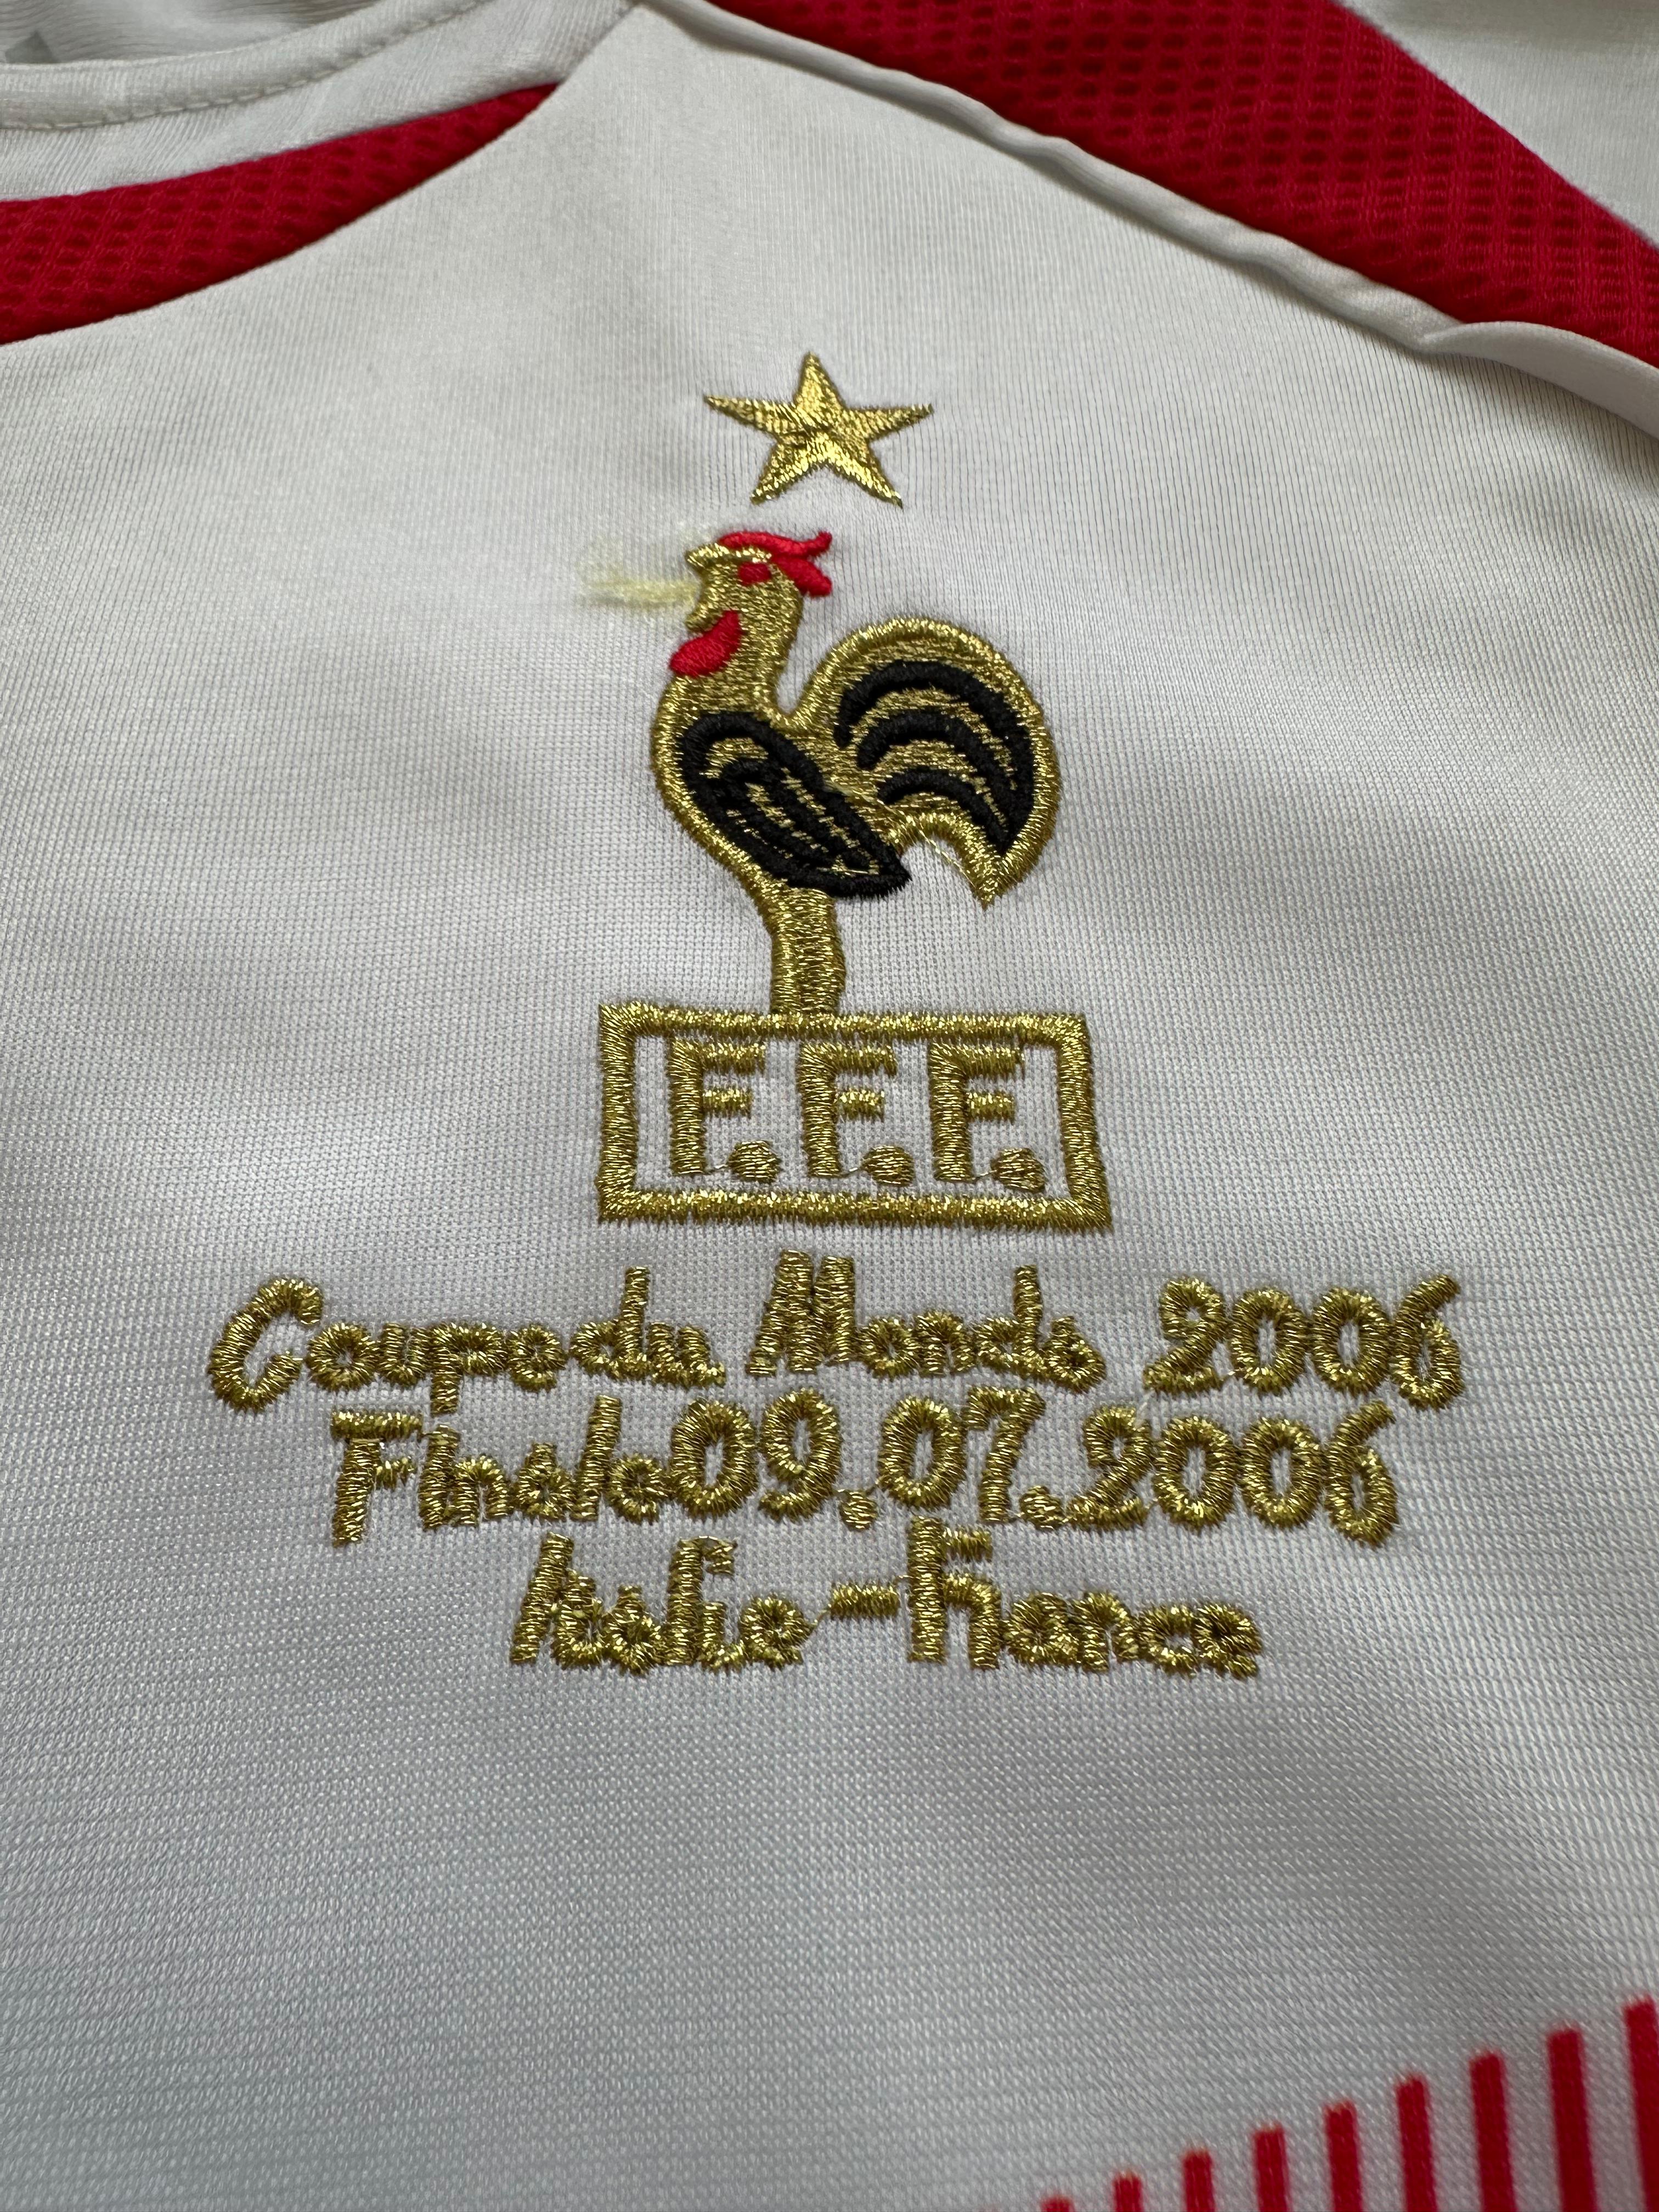 F.F.F.
Coupe du Monde 2006
Finale 09.07.2006
Italie-France